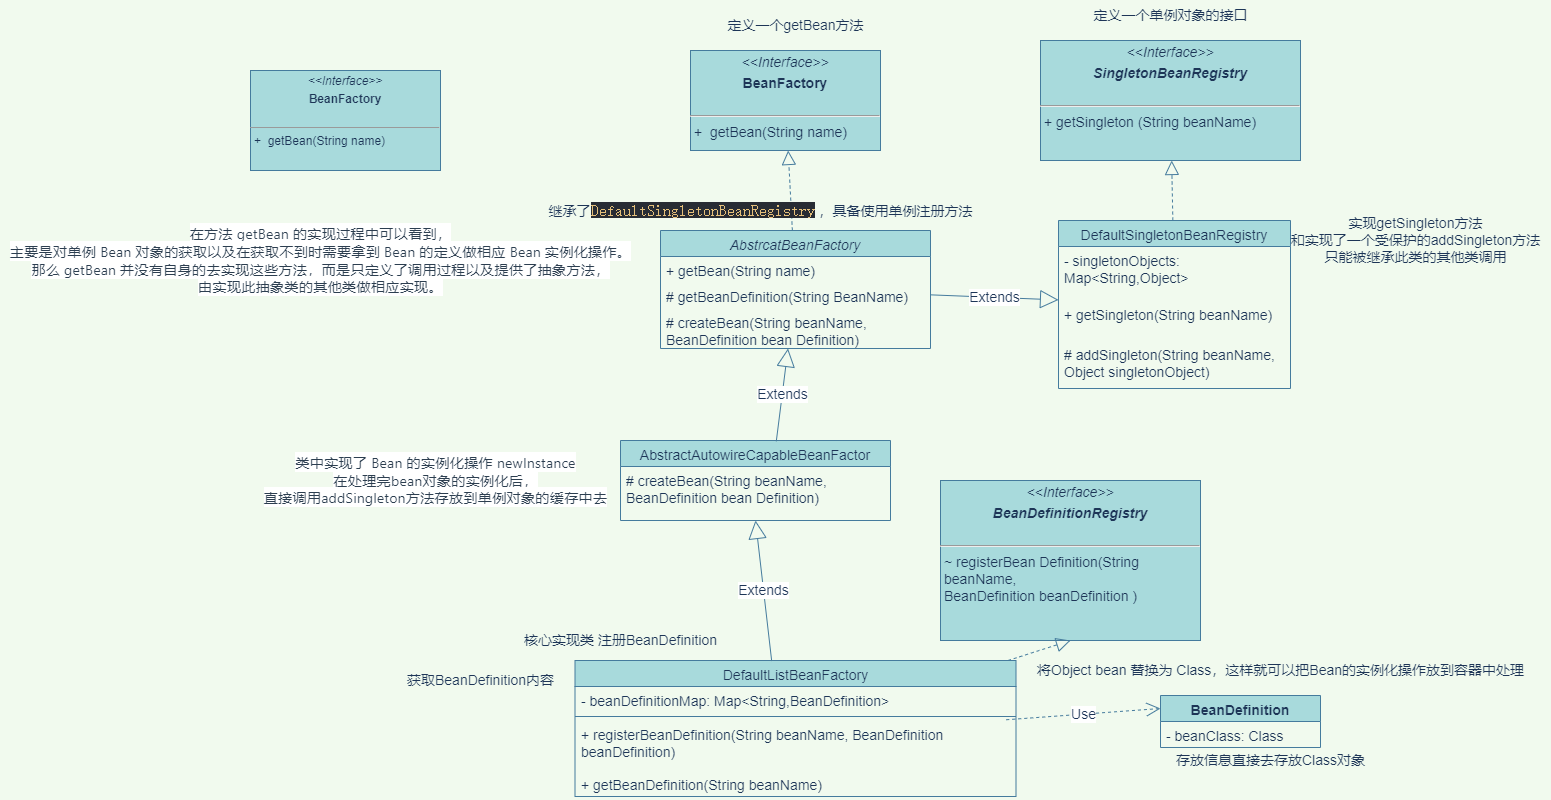 定义一个getBean方法
定义一个单例对象的接口
<<Interface>>
BeanFactory
+ getBean(String name)
<<Interface>>
BeanFactory
+ getBean(String name)
<<Interface>>
SingletonBeanRegistry
+ getSingleton (String beanName)
继承了DefaultSingletonBeanRegistry，具备使用单例注册方法
在方法 getBean 的实现过程中可以看到，
主要是对单例 Bean 对象的获取以及在获取不到时需要拿到 Bean 的定义做相应 Bean 实例化操作。
那么 getBean 并没有自身的去实现这些方法，而是只定义了调用过程以及提供了抽象方法，
由实现此抽象类的其他类做相应实现。
AbstrcatBeanFactory
+ getBean(String name)
# getBeanDefinition(String BeanName)
# createBean(String beanName,
BeanDefinition bean Definition)
Extends
DefaultSingletonBeanRegistry
- singletonObjects:
Map<String,Object>
+ getSingleton(String beanName)
# addSingleton(String beanName,
Object singletonObject)
实现getSingleton方法
和实现了一个受保护的addSingleton方法
只能被继承此类的其他类调用
Extends
类中实现了 Bean 的实例化操作 newInstance
在处理完bean对象的实例化后，
直接调用addSingleton方法存放到单例对象的缓存中去
AbstractAutowireCapableBeanFactor
# createBean(String beanName,
BeanDefinition bean Definition)
<<Interface>>
BeanDefinitionRegistry
~ registerBean Definition(String
beanName,
BeanDefinition beanDefinition )
Extends
核心实现类 注册BeanDefinition
获取BeanDefinition内容
DefaultListBeanFactory
- beanDefinitionMap: Map<String,BeanDefinition>
+ registerBeanDefinition(String beanName, BeanDefinition
beanDefinition)
+ getBeanDefinition(String beanName)
将Object bean 替换为 Class，这样就可以把Bean的实例化操作放到容器中处理
Use
BeanDefinition
- beanClass: Class
存放信息直接去存放Class对象